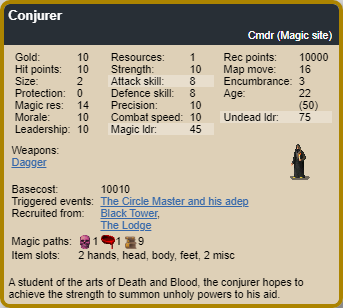 Conjurer
Cmdr (Magic site)
Gold: 10 Resources: 1 Rec points: 10000
Hit points: 10 Strength: 10 Map move: 16
Size: 2 Attack skill: 8 Encumbrance: 3
Protection: 0 Defence skill: 8 Age: 22
Magic res: 14 Precision: 10 (50)
Morale: 10 Combat speed: 10 Undead ldr: 75
Leadership: 10 Magic ldr: 45
Weapons:
Dagger
Basecost: 10010
Triggered events: The Circle Master and his adep
Recruited from: Black Tower,
The Lodge
Magic paths: 1 1 9
Item slots: 2 hands, head, body, feet, 2 misc
A student of the arts of Death and Blood, the conjurer hopes to
achieve the strength to summon unholy powers to his aid.